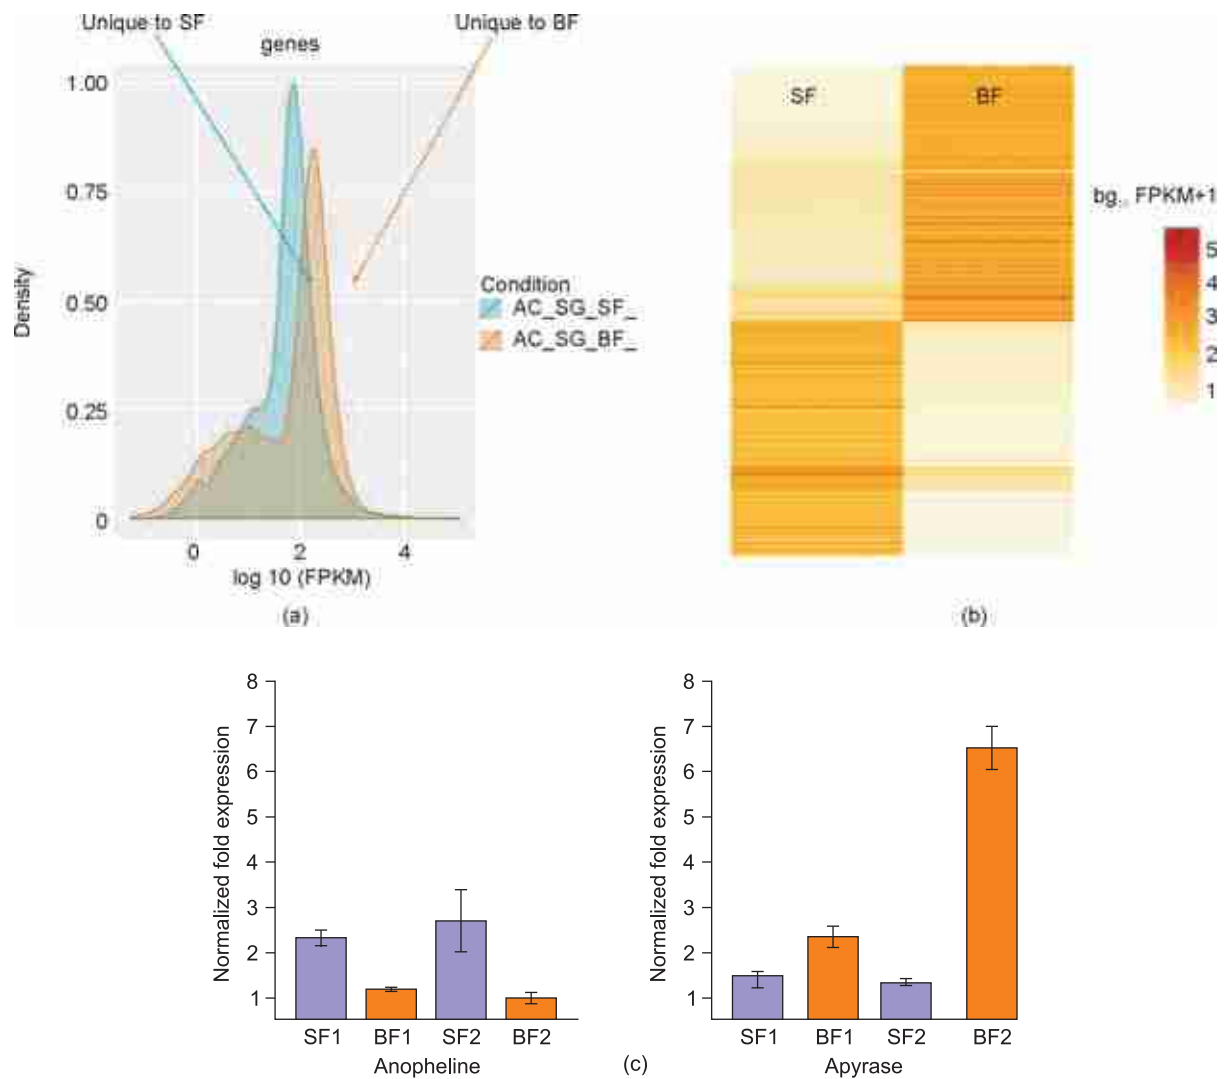 Unique to SF
Unique to BF
genes
1.00
0.75
0.50
0.25
0
Density
0 2 4
log 10 (FPKM)
Condition
AC_SG_SF_
AC_SG_BF_
(a)
SF BF
FPKM+1
5
4
3
2
1
(b)
8
7
6
5
4
3
2
1
Normalized fold expression
SF1 BF1 SF2 BF2
Anopheline
8
7
6
5
4
3
2
1
Normalized fold expression
SF1 BF1 SF2 BF2
Apyrase
(c)